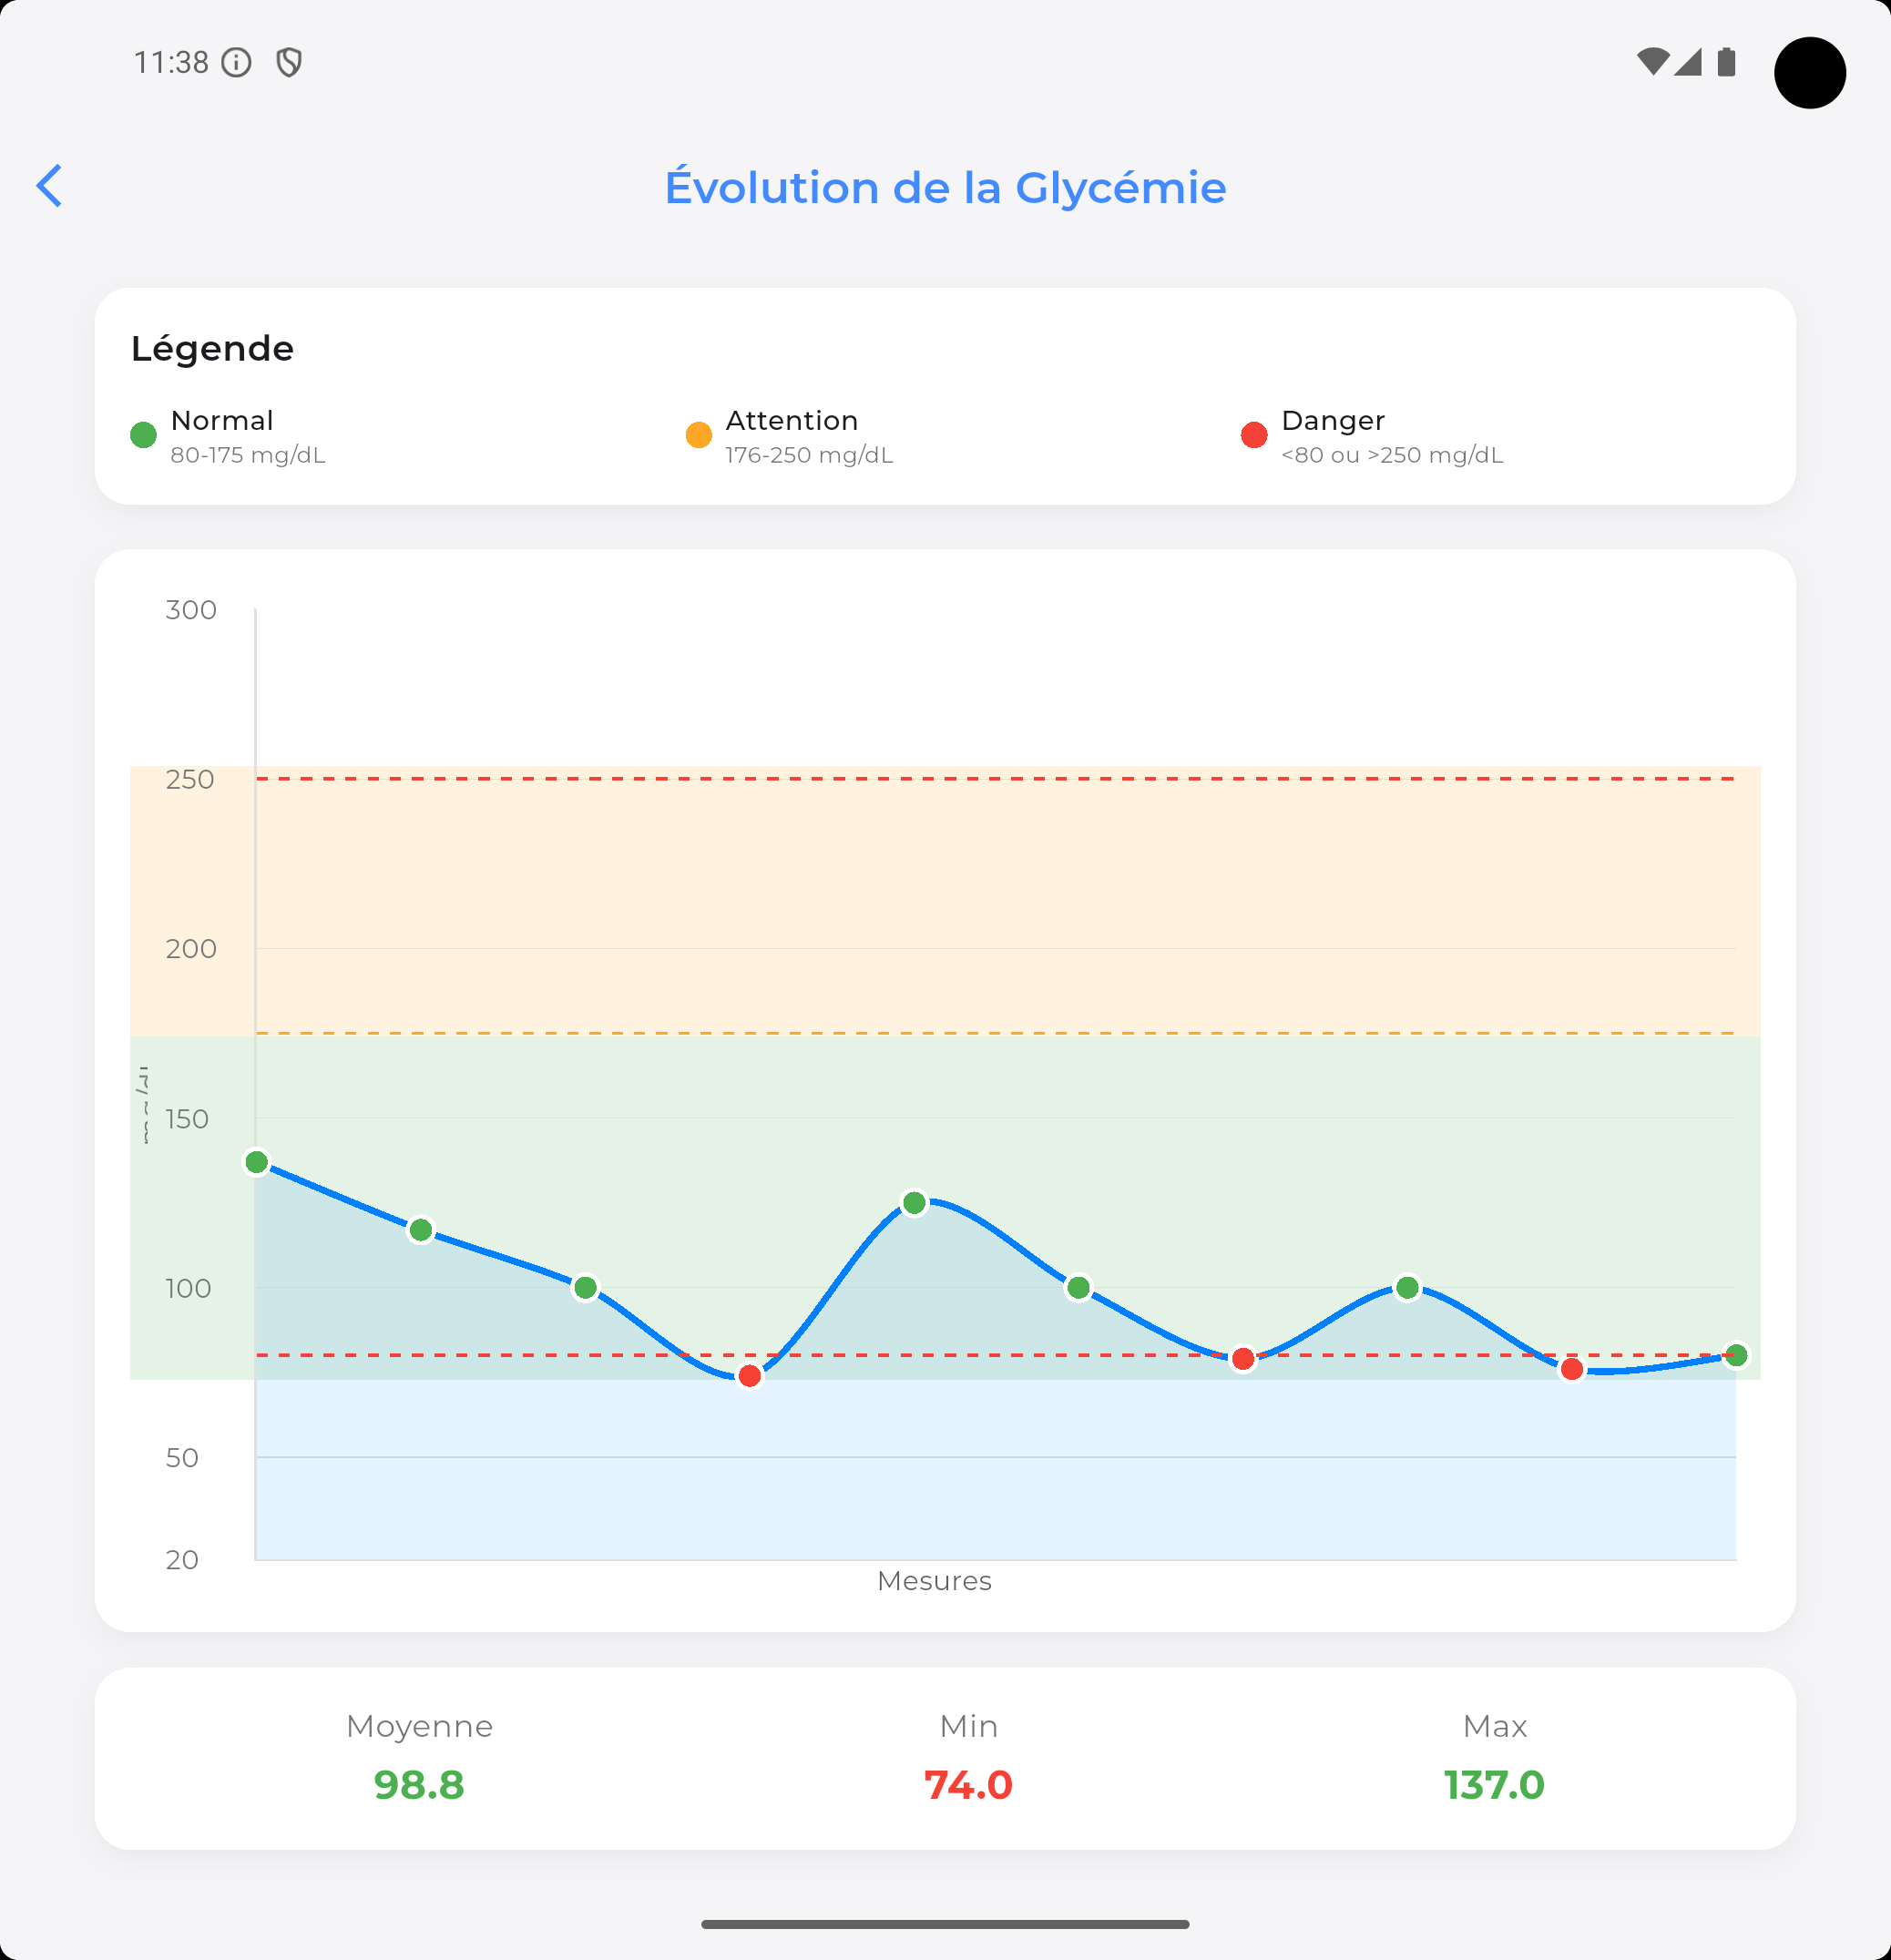 11:38
Évolution de la Glycémie
Légende
Normal
80-175 mg/dL
Attention
176-250 mg/dL
Danger
<80 ou >250 mg/dL
300
250
200
150
100
50
20
Mesures
Moyenne
98.8
Min
74.0
Max
137.0